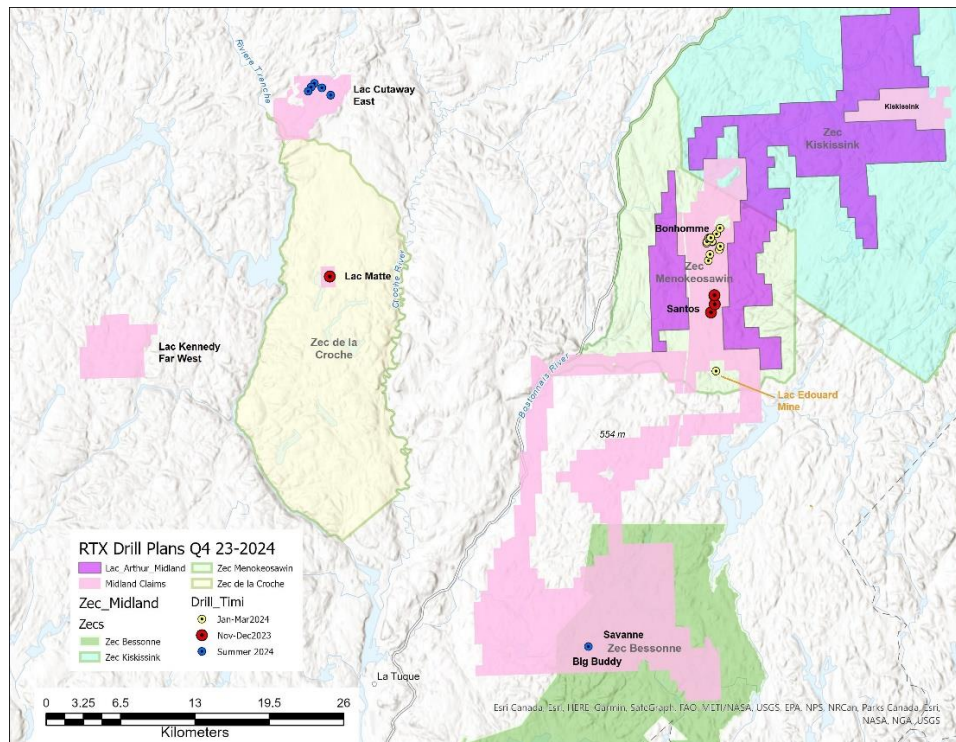 Riviere Tranche
Lac Cutaway
East
Kiskissink
Zec
Kiskissink
Bonhomme
Zec
Menokeosawin
Lac Matte
Croche River
Santos
Lac Kennedy
Far West
Zec de la
Croche
Bostonnais River
Lac Edouard
Mine
554 m
RTX Drill Plans Q4 23-2024
Lac_Arthur_Midland
Zec Menokeosawin
Midland Claims
Zec de la Croche
Zec_Midland
Drill_Timi
Zecs
Jan-Mar2024
Zec Bessonne
Nov-Dec2023
Zec Kiskissink
Summer 2024
Savanne
Zec Bessonne
BIg Buddy
La Tuque
0 3.25 6.5 13 19.5 26
Kilometers
Esri Canada, Esri, HERE, Garmin, SafeGraph, FAO, METI/NASA, USGS, EPA, NPS, NRCan, Parks Canada, Esri,
NASA, NGA, USGS